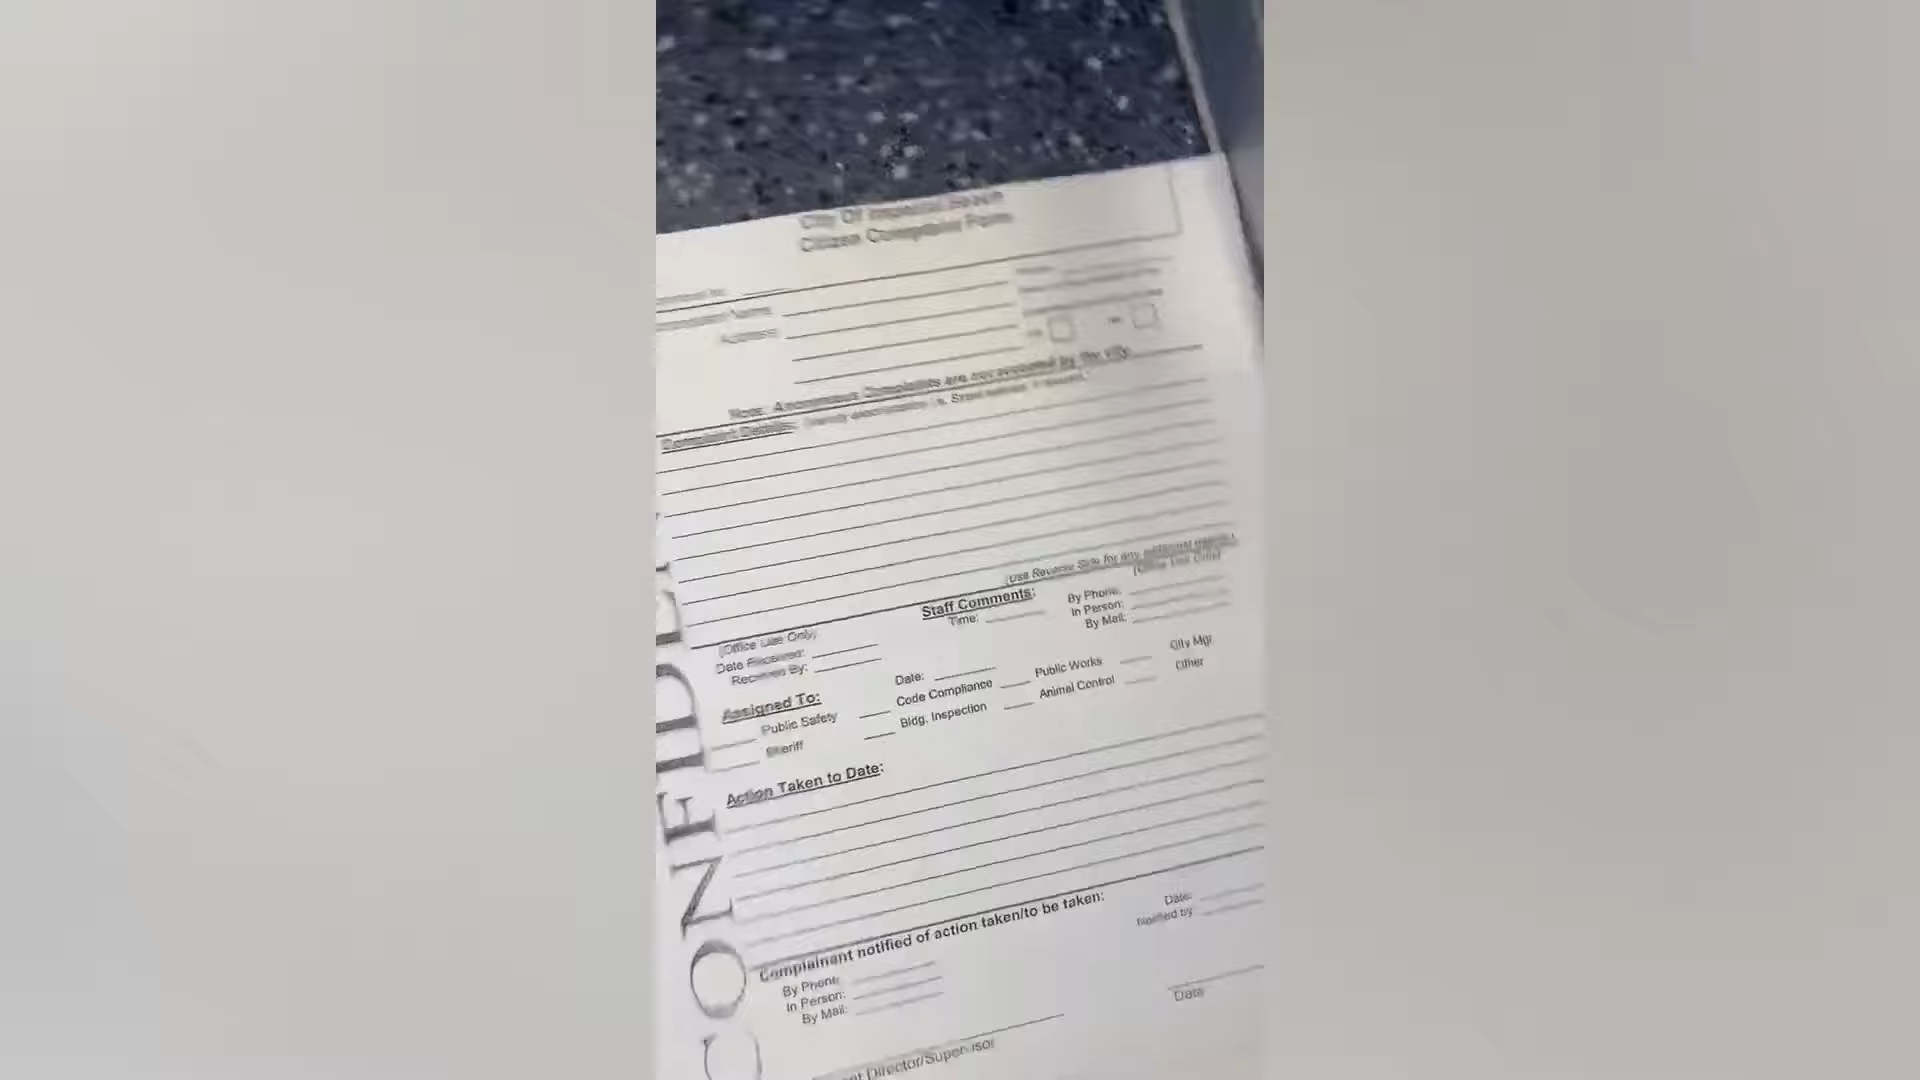 City Of Imperial Beach
Citizen Complaint Form
Name:
Address:
Note: Anonymous Complaints are not accepted by the city.
Complaint Details:
(Use Reverse Side for any additional
(Office Use Only)
(Office Use Only)
Staff Comments:
Date Received:
Time:
By Phone:
Received By:
In Person:
By Mail:
Assigned To:
Date:
Public Safety
Code Compliance
Public Works
City Mgr
Sheriff
Bldg. Inspection
Animal Control
Other
Action Taken to Date:
Complainant notified of action taken/to be taken:
By Phone:
Date:
In Person:
Notified by:
By Mail:
Director/Supervisor
Date